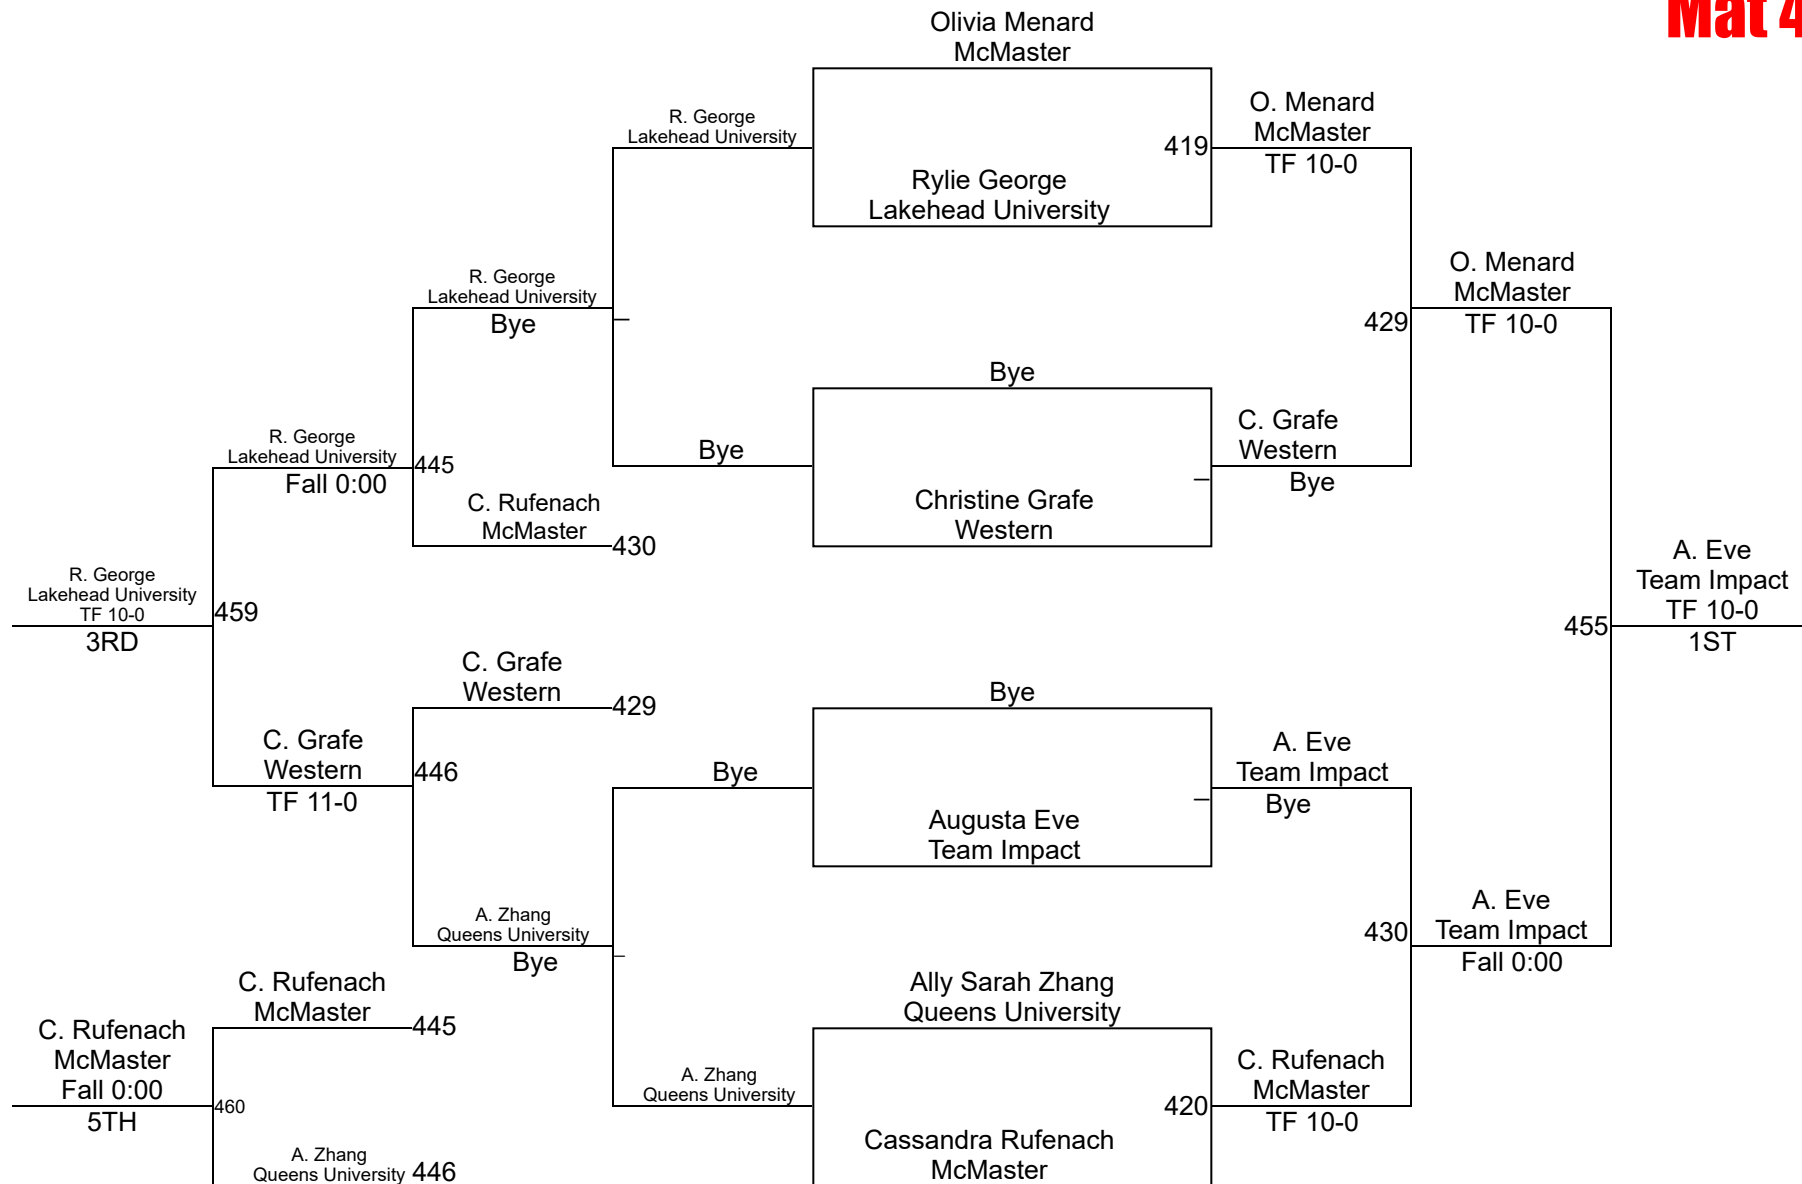 Mat 4
Olivia Menard
McMaster
R. George
Lakehead University
419
O. Menard
McMaster
TF 10-0
Rylie George
Lakehead University
R. George
Lakehead University
Bye
O. Menard
McMaster
TF 10-0
429
Bye
Bye
C. Grafe
Western
Bye
Christine Grafe
Western
R. George
Lakehead University
Fall 0:00
445
C. Rufenach
McMaster
430
R. George
Lakehead University
TF 10-0
3RD
459
455
A. Eve
Team Impact
TF 10-0
1ST
C. Grafe
Western
429
Bye
C. Grafe
Western
TF 11-0
446
Bye
A. Eve
Team Impact
Bye
Augusta Eve
Team Impact
A. Zhang
Queens University
Bye
430
A. Eve
Team Impact
Fall 0:00
C. Rufenach
McMaster
445
Ally Sarah Zhang
Queens University
C. Rufenach
McMaster
Fall 0:00
5TH
460
A. Zhang
Queens University
420
C. Rufenach
McMaster
TF 10-0
A. Zhang
Queens University
446
Cassandra Rufenach
McMaster